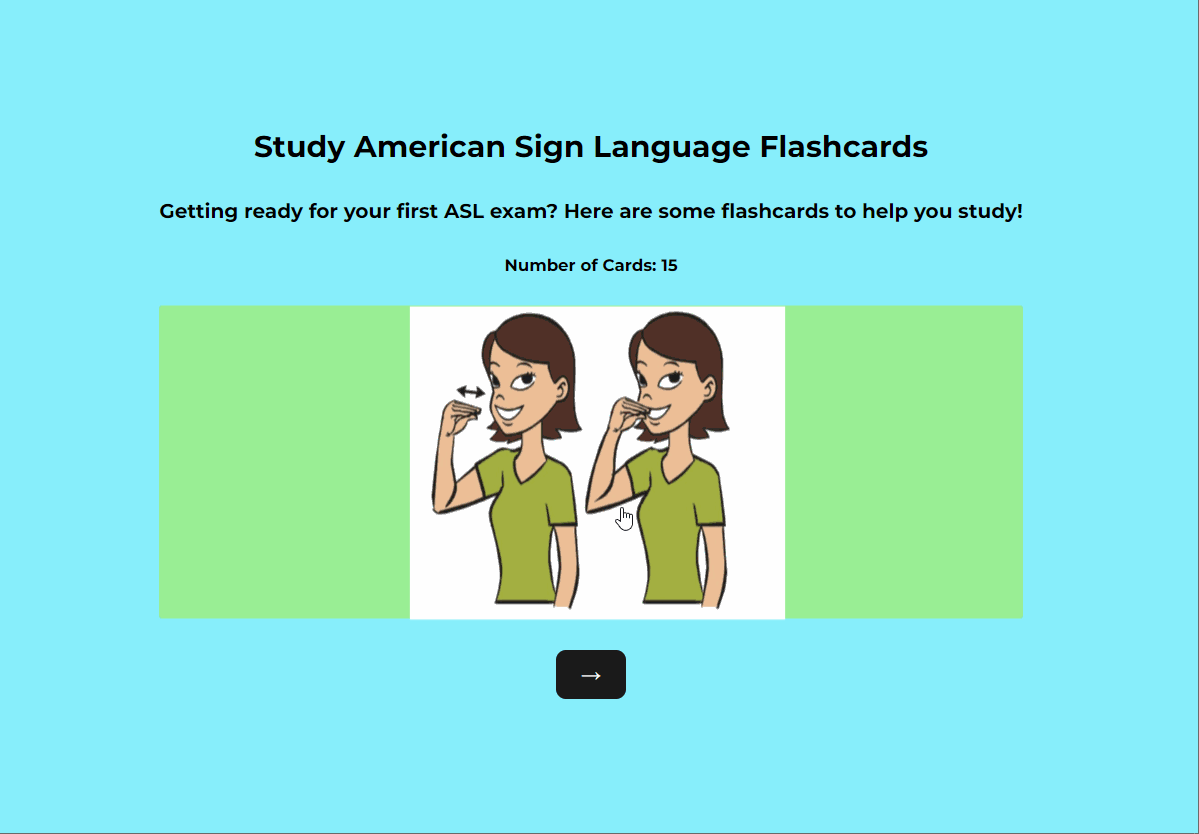 Study American Sign Language Flashcards
Getting ready for your first ASL exam? Here are some flashcards to help you study!
Number of Cards: 15
→